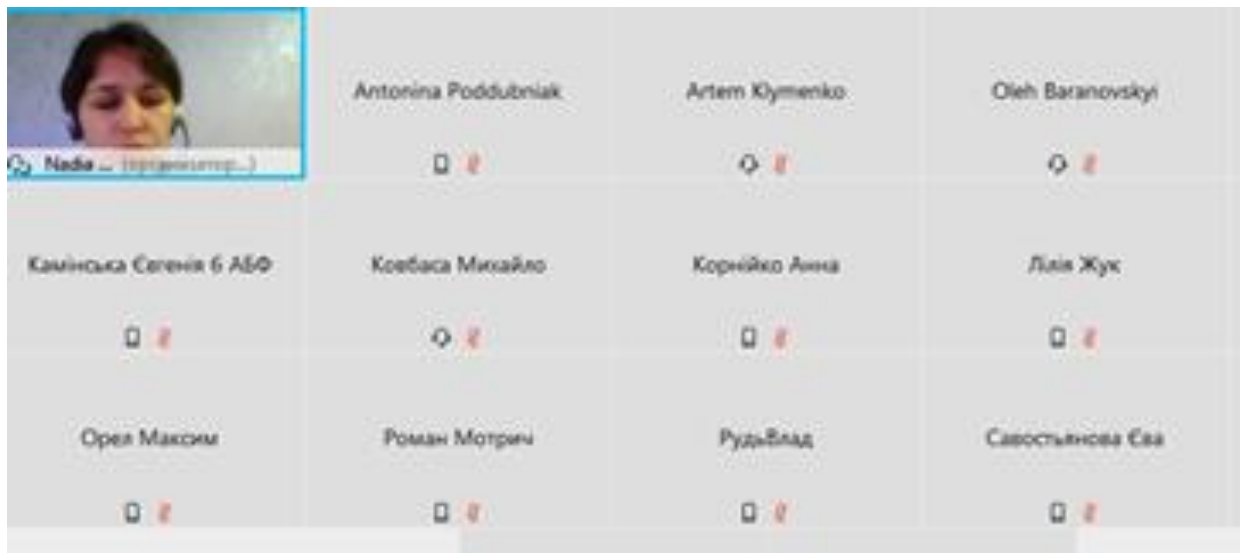 Nadia ... (організатор...)
Antonina Poddubniak
Artem Klymenko
Oleh Baranovskyi
Камінська Євгенія 6 АБФ
Ковбаса Михайло
Корнійко Анна
Лілія Жук
Орел Максим
Роман Мотрич
РудьВлад
Савостьянова Єва